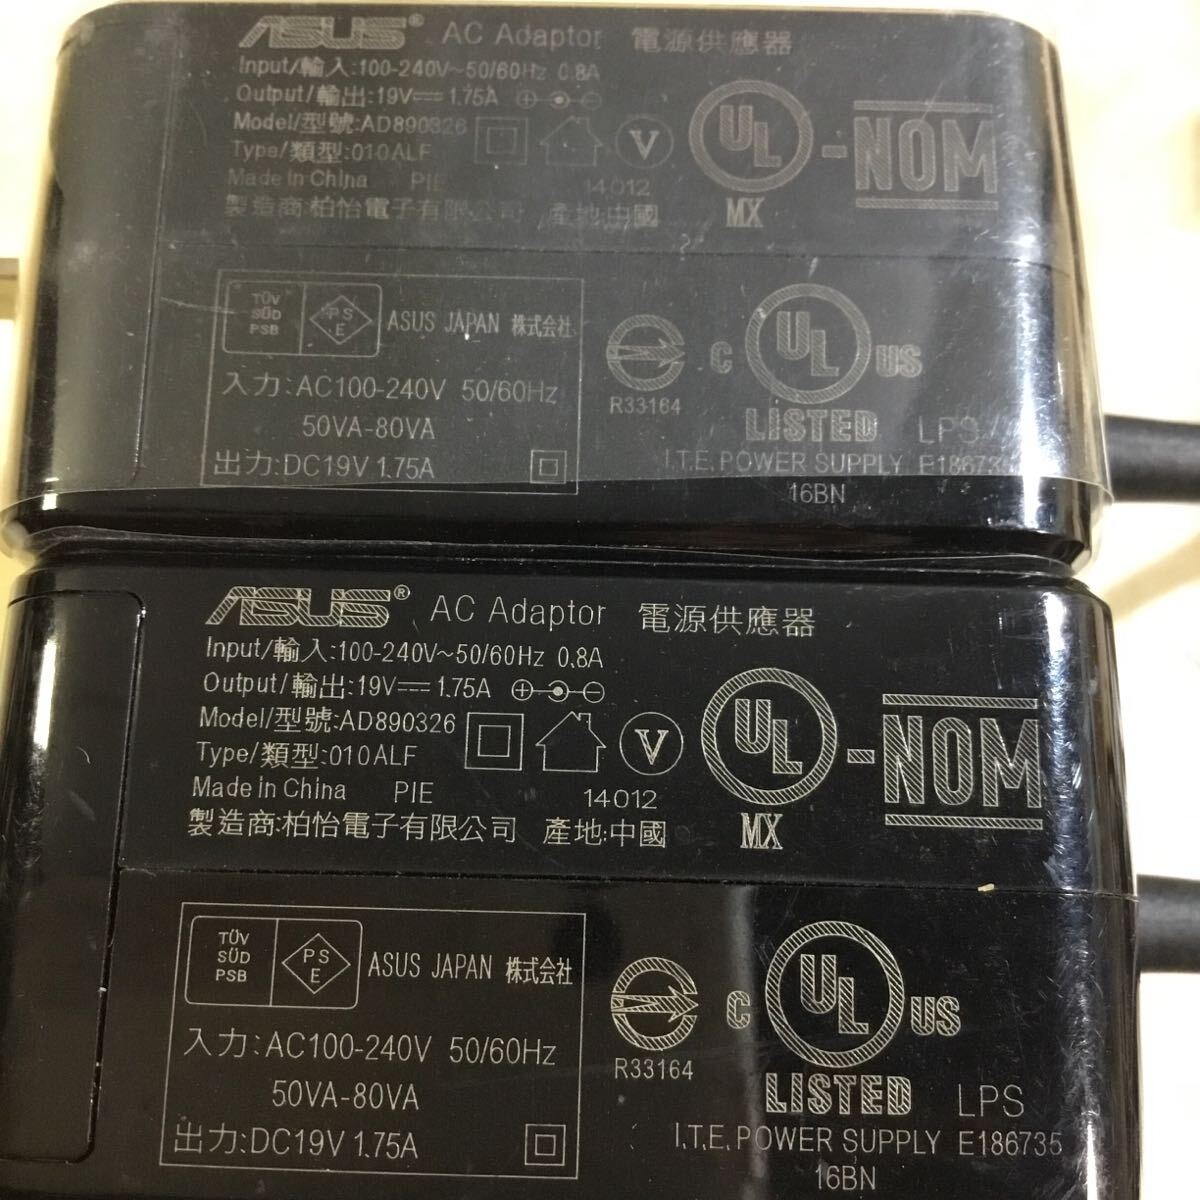 ASUS® AC Adaptor 電源供應器
Input/輸入:100-240V~50/60Hz 0.8A
Output/輸出:19V⎓1.75A
Model/型號:AD890326
Type/類型:010ALF
V
UL
-NOM
Made in China PIE 14012
MX
製造商:柏怡電子有限公司 產地:中國
TÜV
SÜD
PSB
PS
E
ASUS JAPAN 株式会社
入力:AC100-240V 50/60Hz
50VA-80VA
出力:DC19V 1.75A
R33164
C UL US
LISTED LPS
I.T.E. POWER SUPPLY E186735
16BN
ASUS® AC Adaptor 電源供應器
Input/輸入:100-240V~50/60Hz 0.8A
Output/輸出:19V⎓1.75A
Model/型號:AD890326
Type/類型:010ALF
V
UL
-NOM
Made in China PIE 14012
MX
製造商:柏怡電子有限公司 產地:中國
TÜV
SÜD
PSB
PS
E
ASUS JAPAN 株式会社
入力:AC100-240V 50/60Hz
50VA-80VA
出力:DC19V 1.75A
R33164
C UL US
LISTED LPS
I.T.E. POWER SUPPLY E186735
16BN